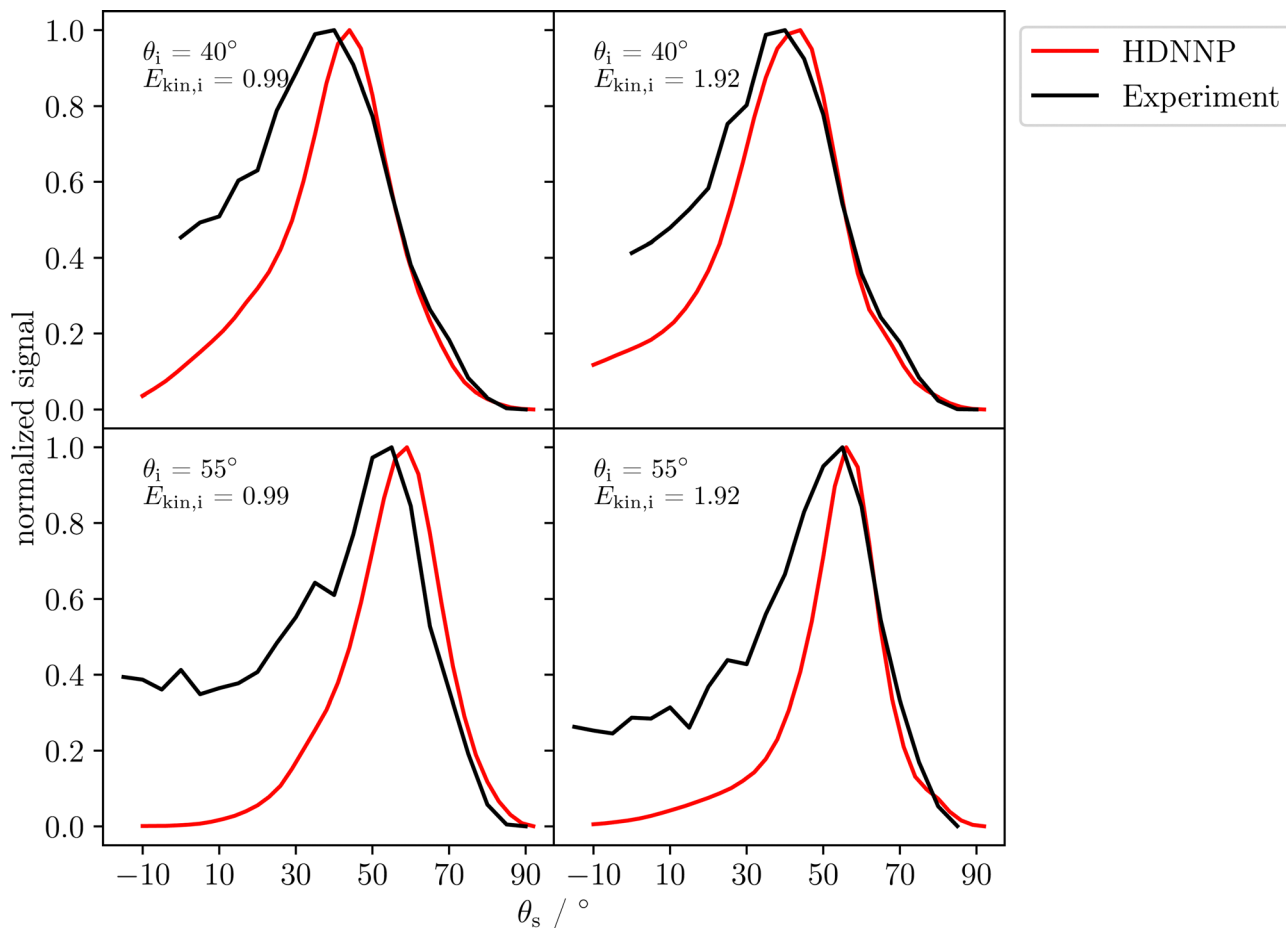 HDNNP
Experiment
normalized signal
1.0
0.8
0.6
0.4
0.2
0.0
θi = 40°
Ekin,i = 0.99
θi = 40°
Ekin,i = 1.92
1.0
0.8
0.6
0.4
0.2
0.0
θi = 55°
Ekin,i = 0.99
θi = 55°
Ekin,i = 1.92
−10 10 30 50 70 90 −10 10 30 50 70 90
θs / °